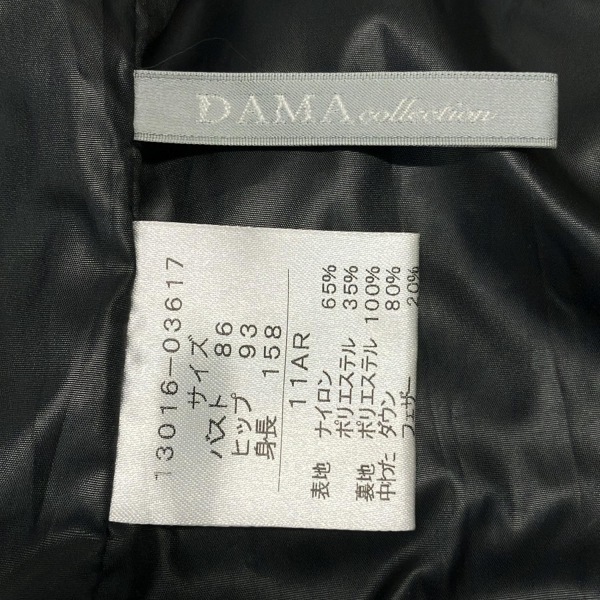 DAMA collection
13016-03617
サイズ
バスト 86
ヒップ 93
身長 158
11AR
表地 ナイロン 65%
ポリエステル 35%
裏地 ポリエステル 100%
中わた ダウン 80%
フェザー 20%